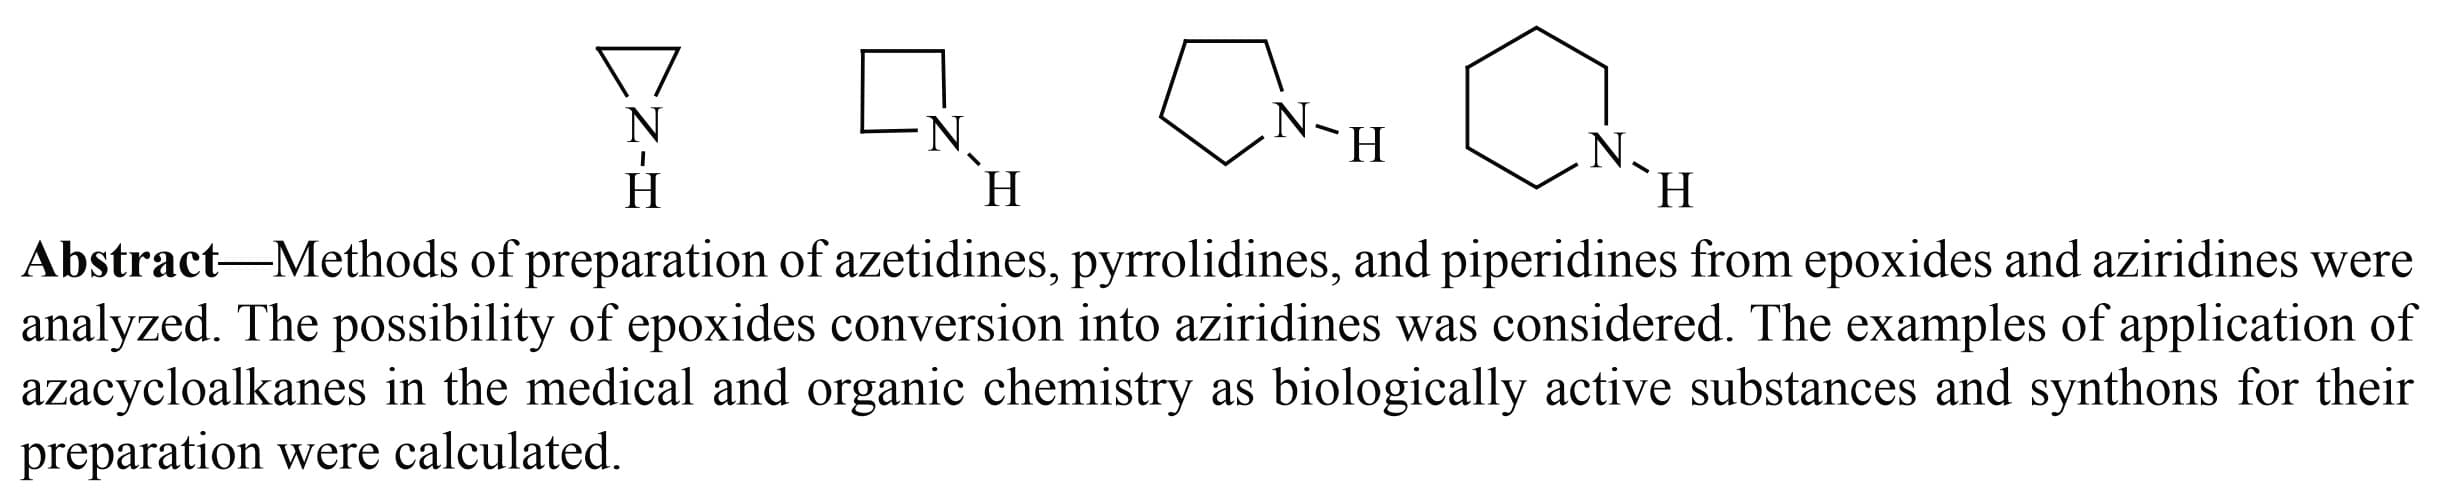 N N N N
H H H H
Abstract—Methods of preparation of azetidines, pyrrolidines, and piperidines from epoxides and aziridines were
analyzed. The possibility of epoxides conversion into aziridines was considered. The examples of application of
azacycloalkanes in the medical and organic chemistry as biologically active substances and synthons for their
preparation were calculated.